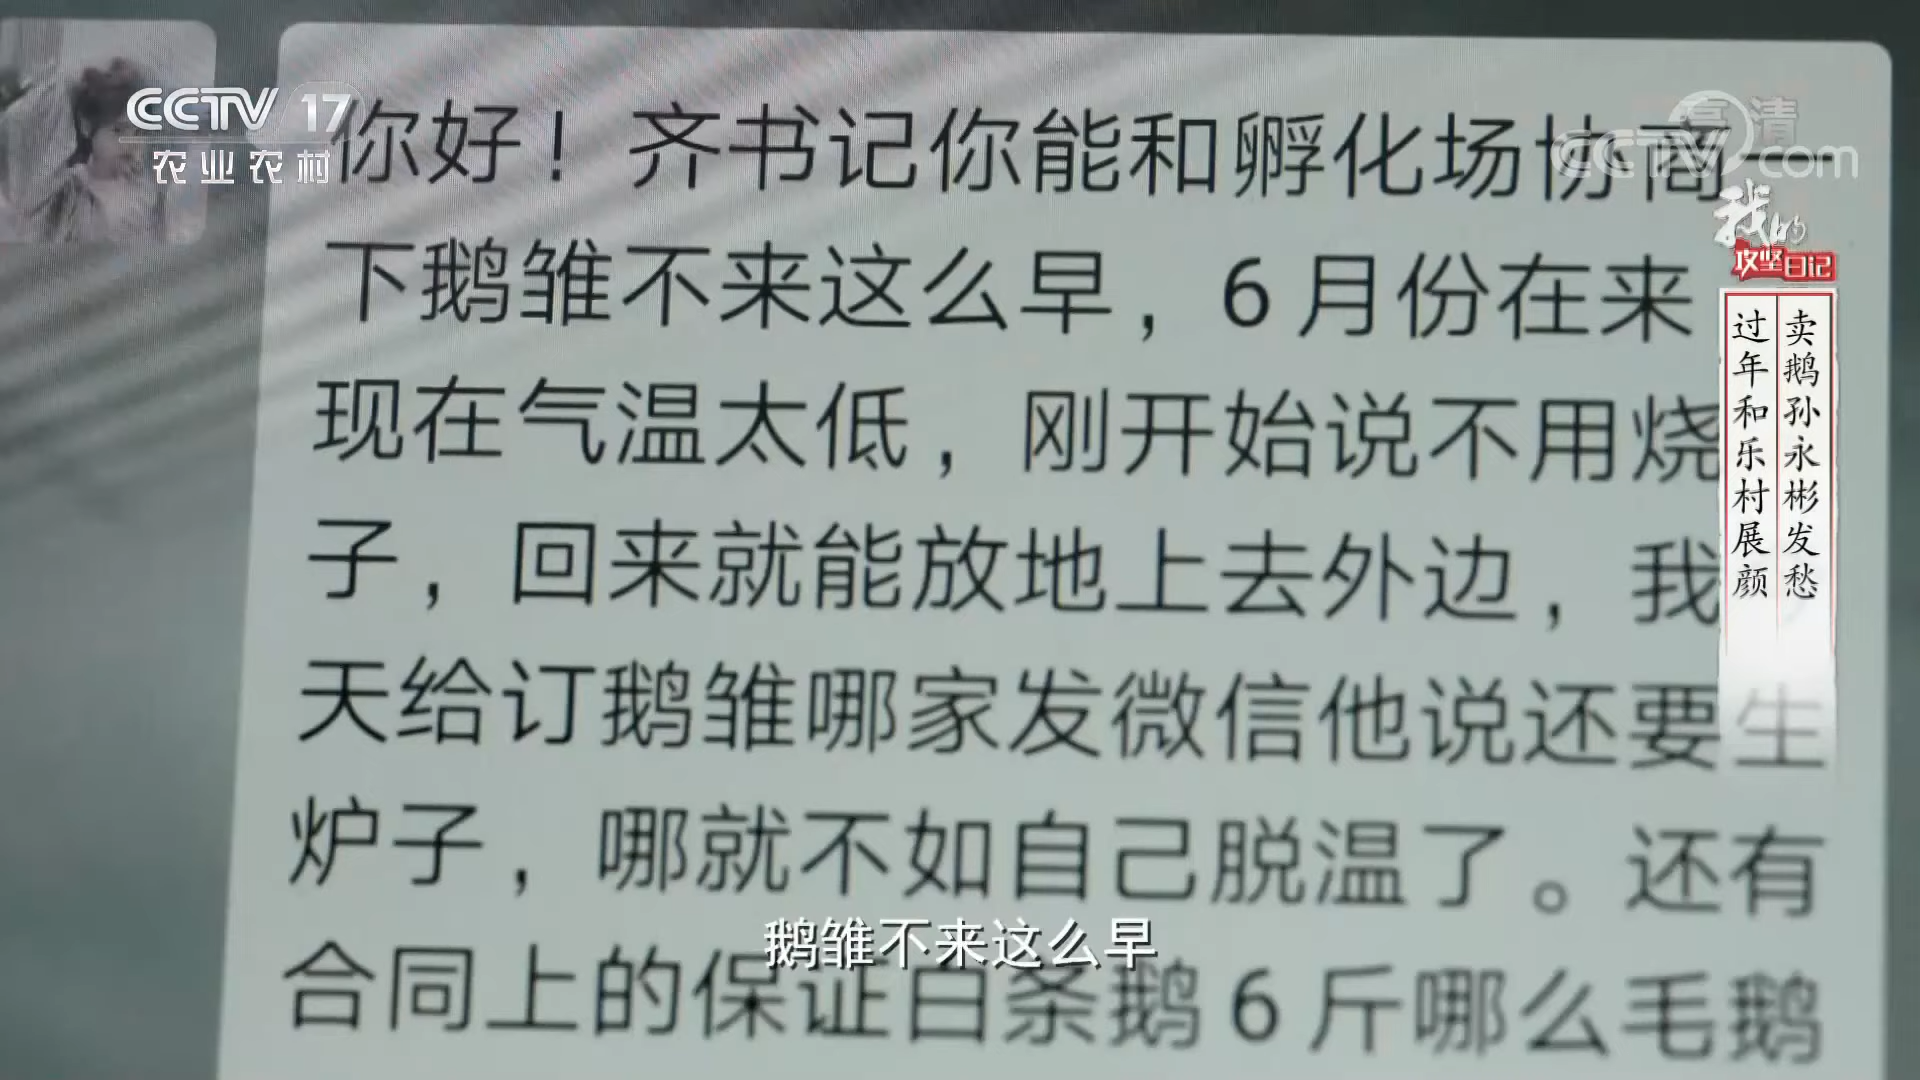 CCTV 17
农业农村
高清
CCTV.com
我的
攻坚日记
卖鹅孙永彬发愁
过年和乐村展颜
你好！齐书记你能和孵化场协商
下鹅雏不来这么早，6月份在来
现在气温太低，刚开始说不用烧
子，回来就能放地上去外边，我
天给订鹅雏哪家发微信他说还要生
炉子，哪就不如自己脱温了。还有
合同上的保证白条鹅6斤哪么毛鹅
鹅雏不来这么早